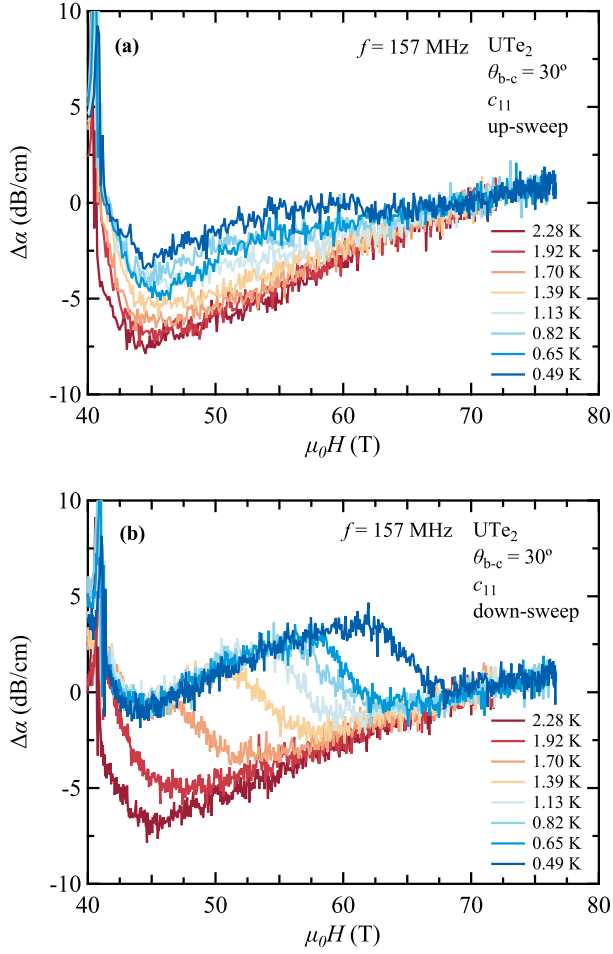 10
(a)
f = 157 MHz
UTe2
θb-c = 30º
c11
up-sweep
5
0
-5
-10
Δα (dB/cm)
2.28 K
1.92 K
1.70 K
1.39 K
1.13 K
0.82 K
0.65 K
0.49 K
40
50
60
70
80
μ0H (T)
10
(b)
f = 157 MHz
UTe2
θb-c = 30º
c11
down-sweep
5
0
-5
-10
Δα (dB/cm)
2.28 K
1.92 K
1.70 K
1.39 K
1.13 K
0.82 K
0.65 K
0.49 K
40
50
60
70
80
μ0H (T)